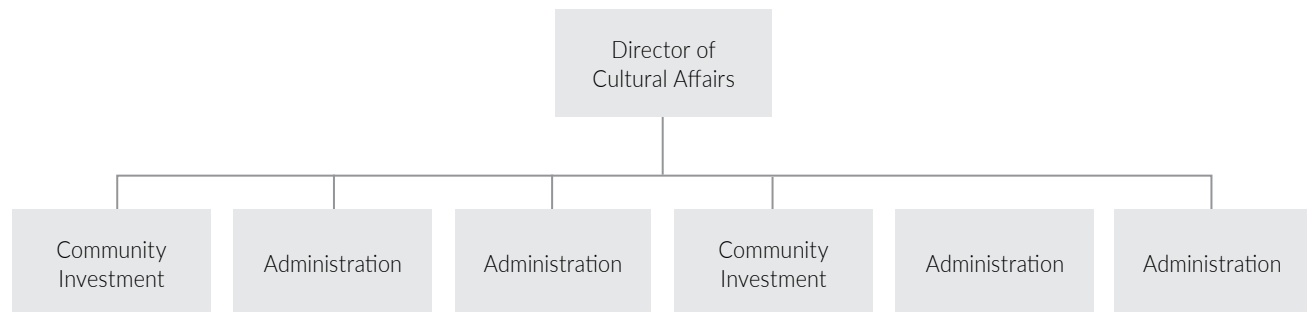 Director of
Cultural Affairs
Community
Investment
Administration
Administration
Community
Investment
Administration
Administration